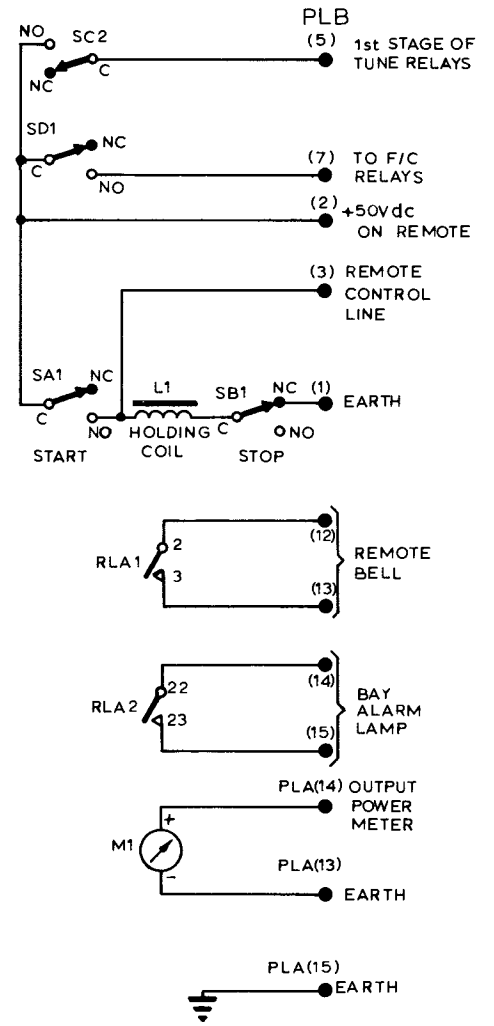 PLB
NO
SC2
(5)
1st STAGE OF
TUNE RELAYS
NC
C
SD1
NC
C
NO
(7)
TO F/C
RELAYS
(2)
+50Vdc
ON REMOTE
(3)
REMOTE
CONTROL
LINE
SA1
NC
C
NO
START
L1
HOLDING
COIL
SB1
NC
C
NO
STOP
(1)
EARTH
RLA1
2
3
(12)
(13)
REMOTE
BELL
RLA2
22
23
(14)
(15)
BAY
ALARM
LAMP
PLA(14) OUTPUT
POWER
METER
M1
+
-
PLA(13)
EARTH
PLA(15)
EARTH